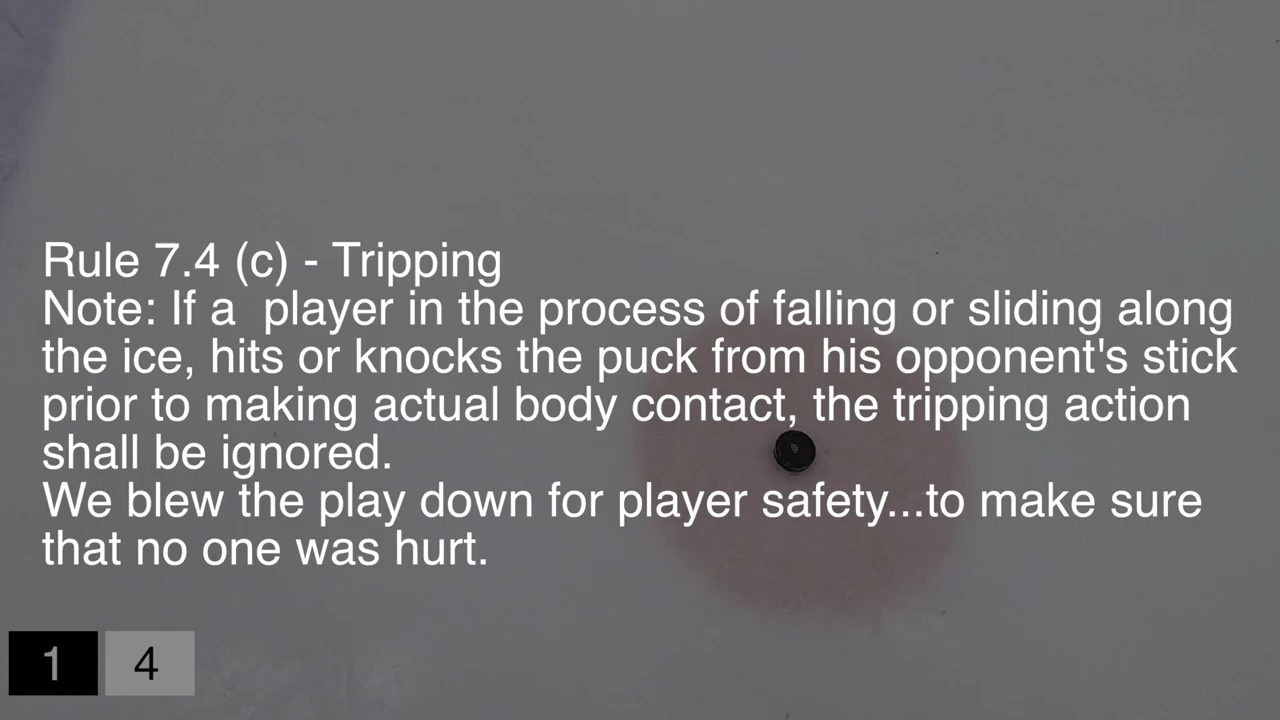 Rule 7.4 (c) - Tripping
Note: If a  player in the process of falling or sliding along
the ice, hits or knocks the puck from his opponent's stick
prior to making actual body contact, the tripping action
shall be ignored.
We blew the play down for player safety...to make sure
that no one was hurt.
1 4